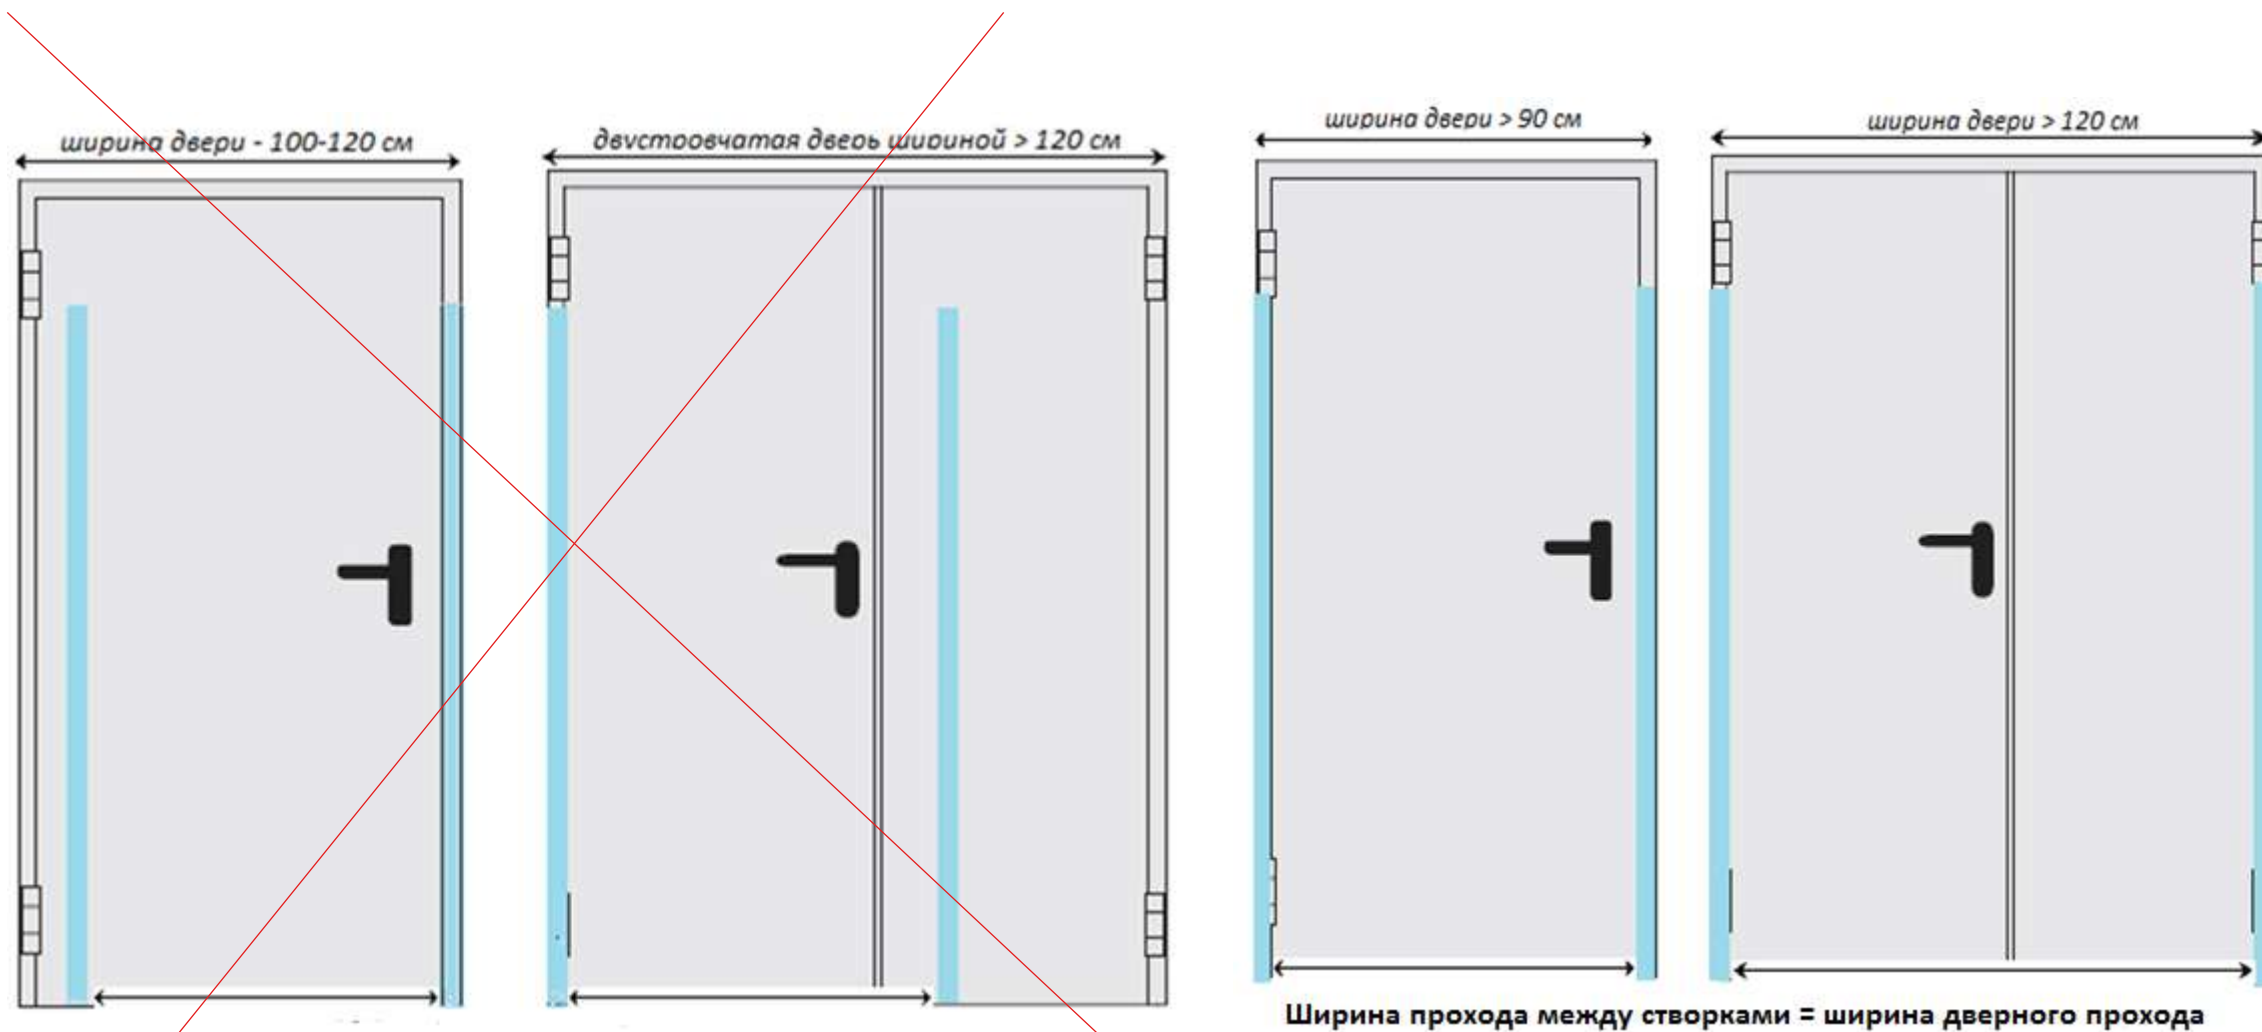 ширина двери - 100-120 см
двустровчатая дверь шириной > 120 см
ширина двери > 90 см
ширина двери > 120 см
Ширина прохода между створками = ширина дверного прохода